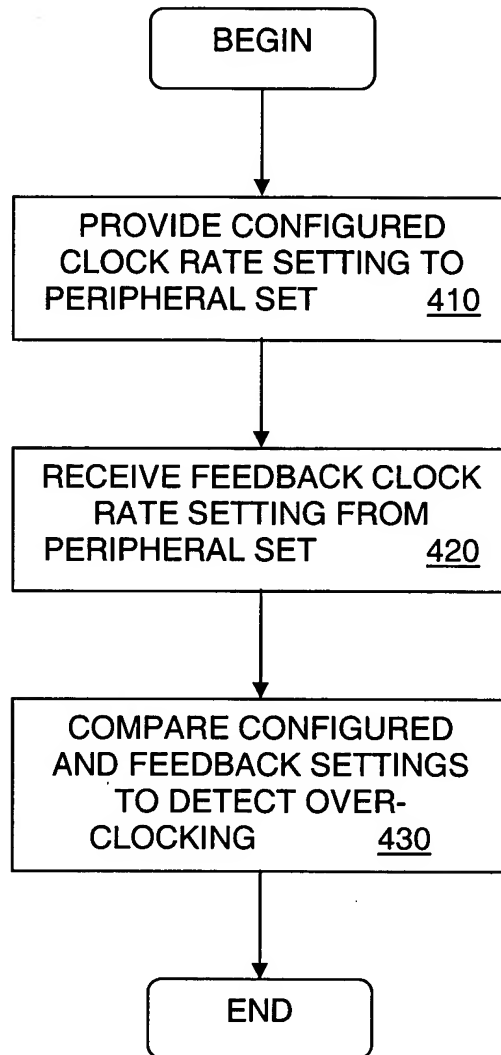 BEGIN
PROVIDE CONFIGURED
CLOCK RATE SETTING TO
PERIPHERAL SET 410
RECEIVE FEEDBACK CLOCK
RATE SETTING FROM
PERIPHERAL SET 420
COMPARE CONFIGURED
AND FEEDBACK SETTINGS
TO DETECT OVER-
CLOCKING 430
END